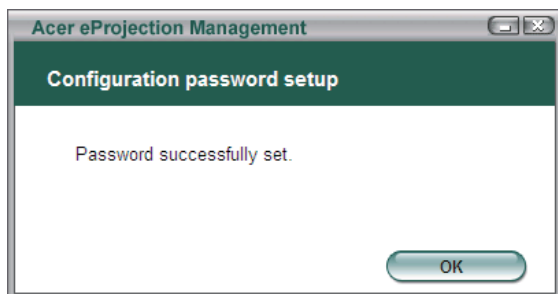 Acer eProjection Management
Configuration password setup
Password successfully set.
OK